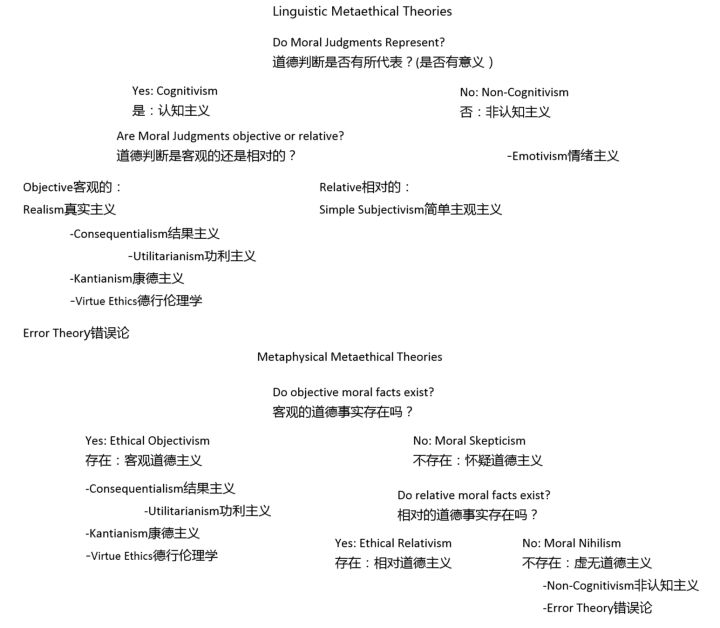 Linguistic Metaethical Theories
Do Moral Judgments Represent?
道德判断是否有所代表？(是否有意义）
Yes: Cognitivism
是：认知主义
No: Non-Cognitivism
否：非认知主义
Are Moral Judgments objective or relative?
道德判断是客观的还是相对的？
-Emotivism情绪主义
Objective客观的：
Realism真实主义
-Consequentialism结果主义
-Utilitarianism功利主义
-Kantianism康德主义
-Virtue Ethics德行伦理学
Relative相对的：
Simple Subjectivism简单主观主义
Error Theory错误论
Metaphysical Metaethical Theories
Do objective moral facts exist?
客观的道德事实存在吗？
Yes: Ethical Objectivism
存在：客观道德主义
-Consequentialism结果主义
-Utilitarianism功利主义
-Kantianism康德主义
-Virtue Ethics德行伦理学
No: Moral Skepticism
不存在：怀疑道德主义
Do relative moral facts exist?
相对的道德事实存在吗？
Yes: Ethical Relativism
存在：相对道德主义
No: Moral Nihilism
不存在：虚无道德主义
-Non-Cognitivism非认知主义
-Error Theory错误论